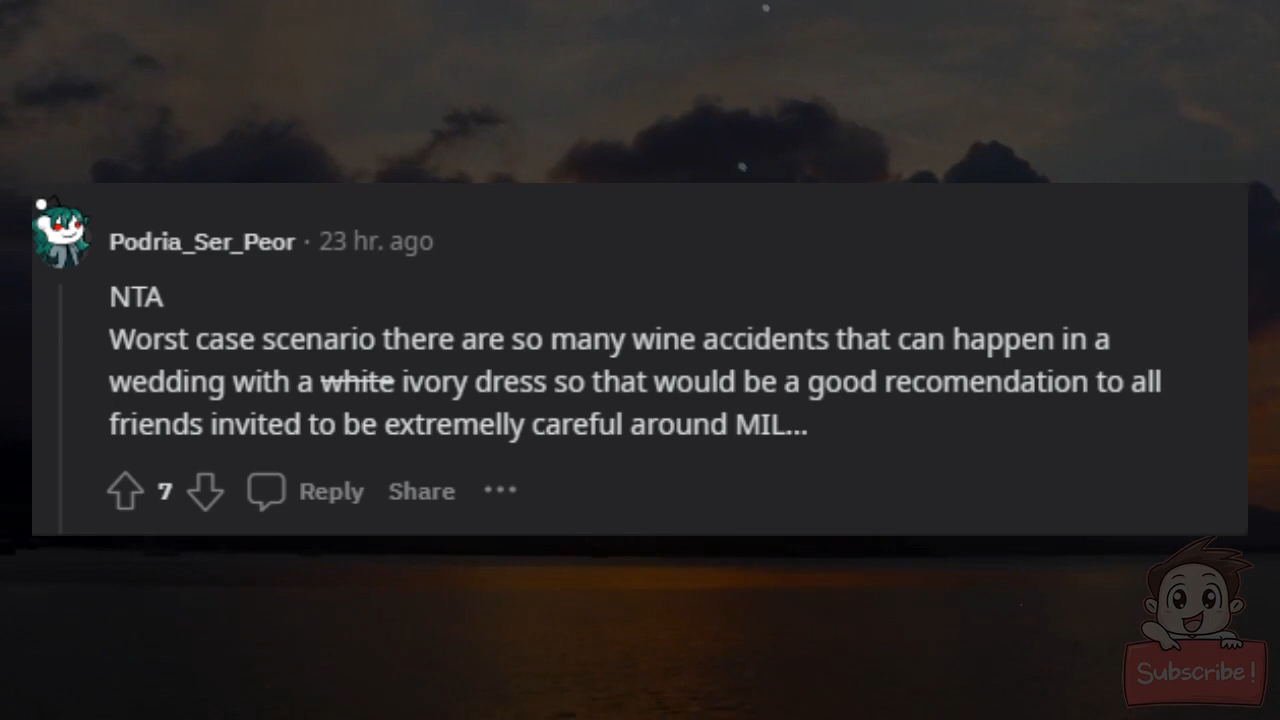 Podria_Ser_Peor · 23 hr. ago
NTA
Worst case scenario there are so many wine accidents that can happen in a
wedding with a white ivory dress so that would be a good recomendation to all
friends invited to be extremelly careful around MIL...
7 Reply Share ...
Subscribe!